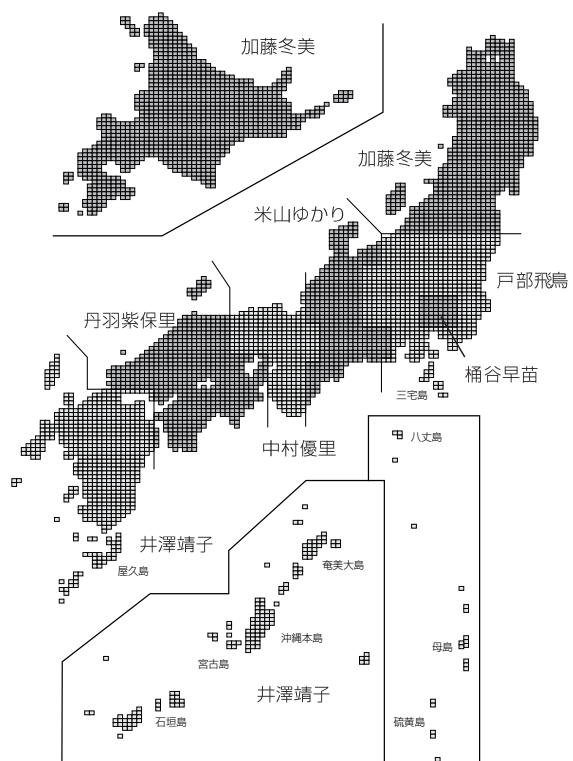 加藤冬美
加藤冬美
米山ゆかり
戸部飛鳥
丹羽紫保里
桶谷早苗
三宅島
八丈島
中村優里
井澤靖子
屋久島
奄美大島
沖縄本島
母島
宮古島
井澤靖子
石垣島
硫黄島